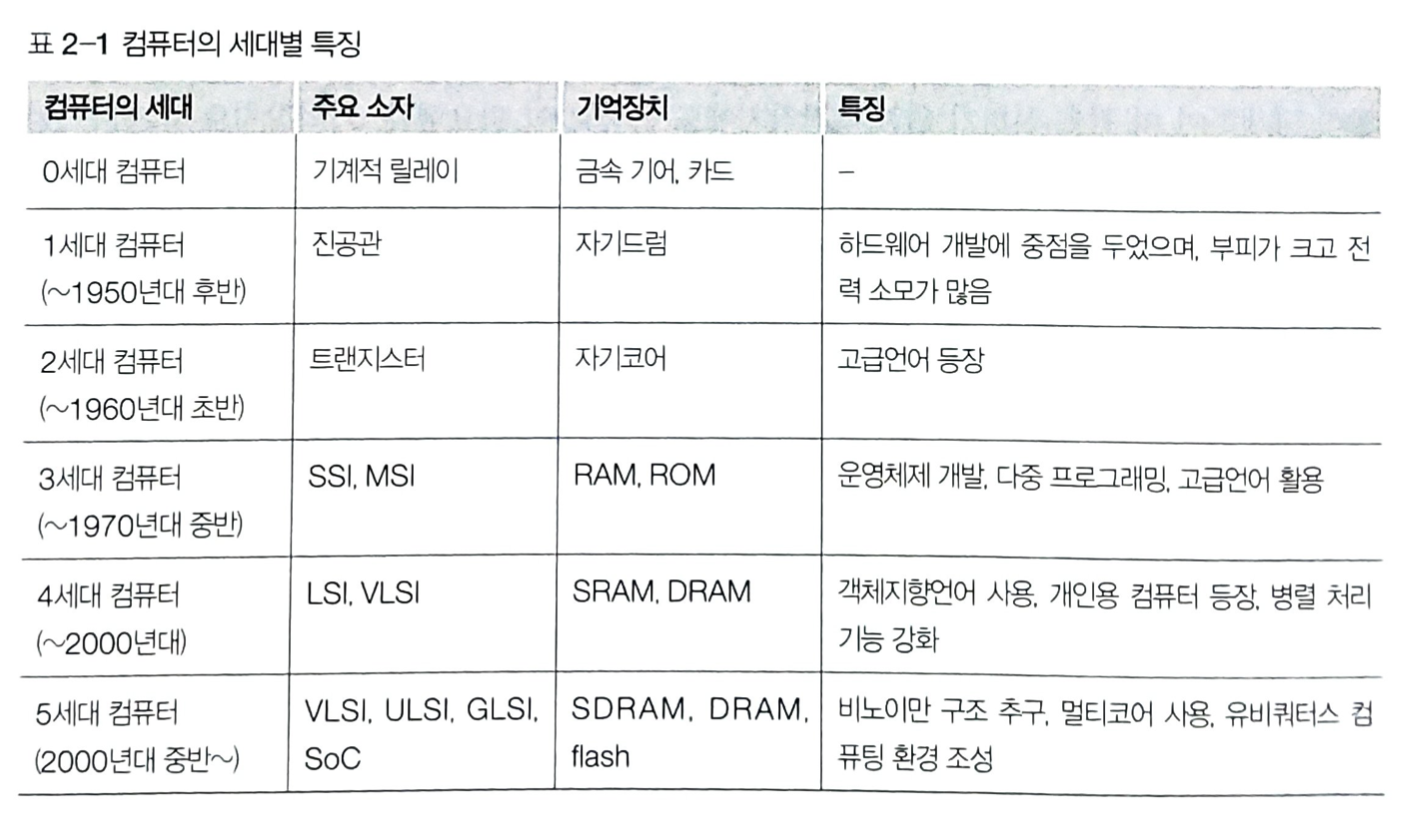 표 2-1 컴퓨터의 세대별 특징
컴퓨터의 세대 주요 소자 기억장치 특징
0세대 컴퓨터 기계적 릴레이 금속 기어, 카드 –
1세대 컴퓨터 진공관 자기드럼 하드웨어 개발에 중점을 두었으며, 부피가 크고 전
(~1950년대 후반) 력 소모가 많음
2세대 컴퓨터 트랜지스터 자기코어 고급언어 등장
(~1960년대 초반)
3세대 컴퓨터 SSI, MSI RAM, ROM 운영체제 개발, 다중 프로그래밍, 고급언어 활용
(~1970년대 중반)
4세대 컴퓨터 LSI, VLSI SRAM, DRAM 객체지향언어 사용, 개인용 컴퓨터 등장, 병렬 처리
(~2000년대) 기능 강화
5세대 컴퓨터 VLSI, ULSI, GLSI, SDRAM, DRAM, 비노이만 구조 추구, 멀티코어 사용, 유비쿼터스 컴
(2000년대 중반~) SoC flash 퓨팅 환경 조성